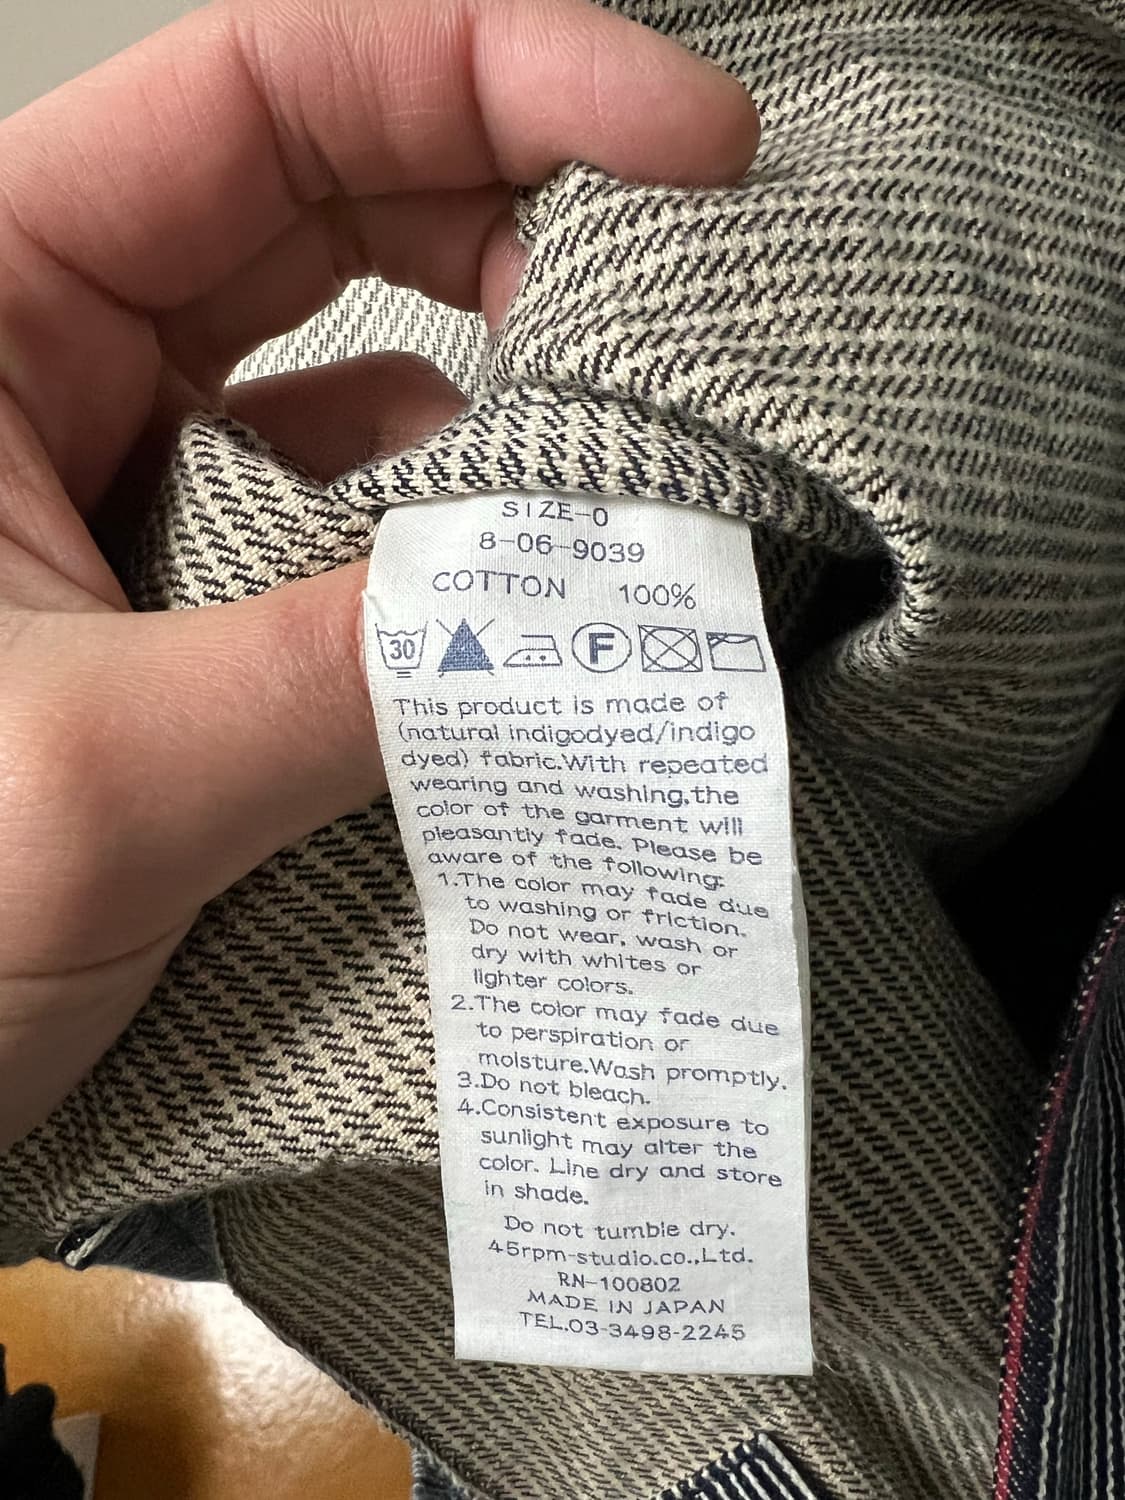 SIZE-0
8-06-9039
COTTON 100%
30 F
This product is made of
(natural indigodyed/indigo
dyed) fabric.With repeated
wearing and washing,the
color of the garment will
pleasantly fade. Please be
aware of the following:
1.The color may fade due
to washing or friction.
Do not wear, wash or
dry with whites or
lighter colors.
2.The color may fade due
to perspiration or
moisture.Wash promptly.
3.Do not bleach.
4.Consistent exposure to
sunlight may alter the
color. Line dry and store
in shade.
Do not tumble dry.
45rpm-studio.co.,Ltd.
RN-100802
MADE IN JAPAN
TEL.03-3498-2245